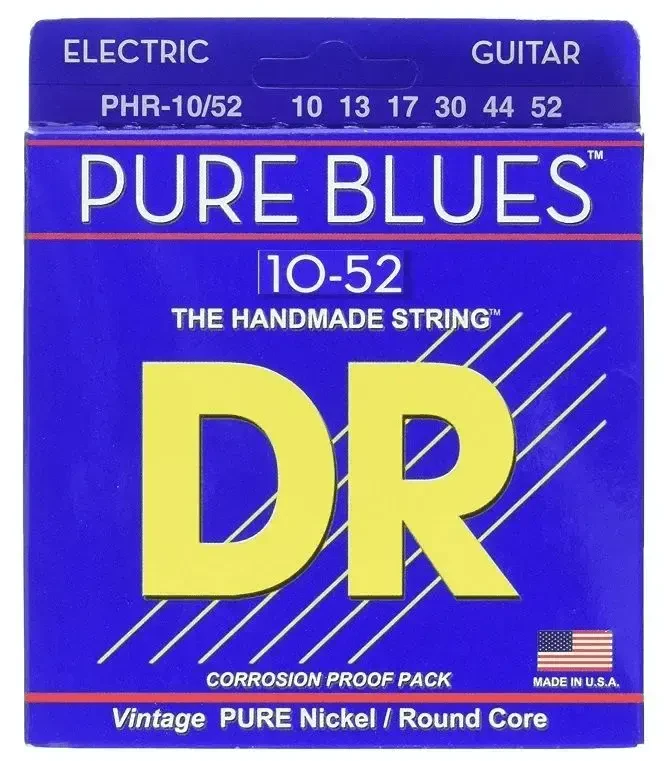 ELECTRIC GUITAR
PHR-10/52 10 13 17 30 44 52
PURE BLUES™
10-52
THE HANDMADE STRING™
DR
CORROSION PROOF PACK
MADE IN U.S.A.
Vintage PURE Nickel / Round Core